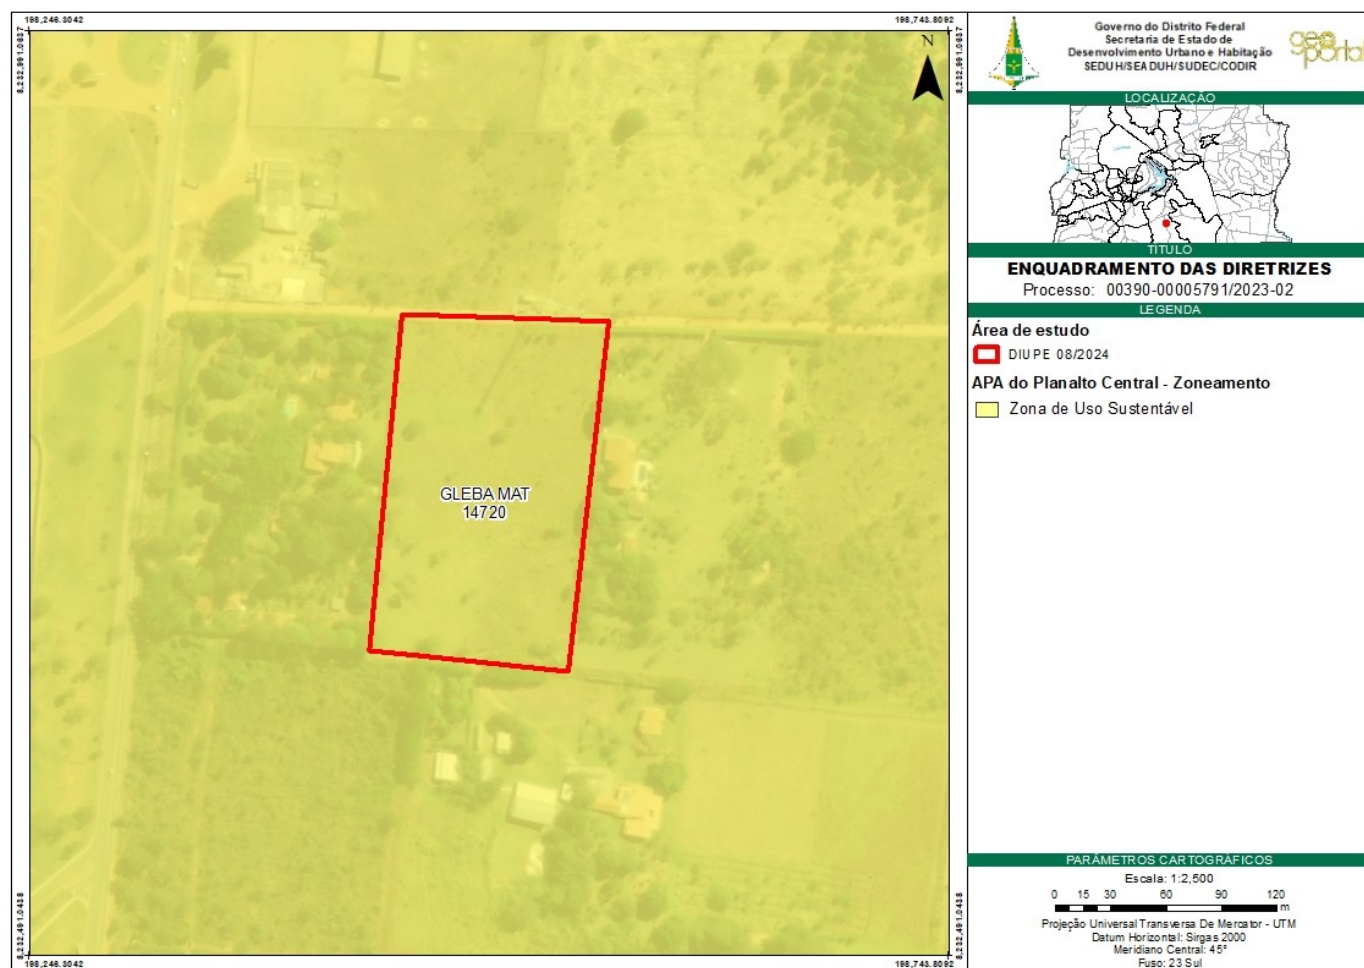 198,246.3042
198,743.8092
8,232,991.0637
8,232,991.0637
N
GLEBA MAT
14720
8,232,491.0438
8,232,491.0438
198,246.3042
198,743.8092
Governo do Distrito Federal
Secretaria de Estado de
Desenvolvimento Urbano e Habitação
SEDUH/SEADUH/SUDEC/CODIR
geo
portal
LOCALIZAÇÃO
TÍTULO
ENQUADRAMENTO DAS DIRETRIZES
Processo: 00390-00005791/2023-02
LEGENDA
Área de estudo
DIUPE 08/2024
APA do Planalto Central - Zoneamento
Zona de Uso Sustentável
PARÂMETROS CARTOGRÁFICOS
Escala: 1:2,500
0 15 30 60 90 120
m
Projeção Universal Transversa De Mercator - UTM
Datum Horizontal: Sirgas 2000
Meridiano Central: 45°
Fuso: 23 Sul